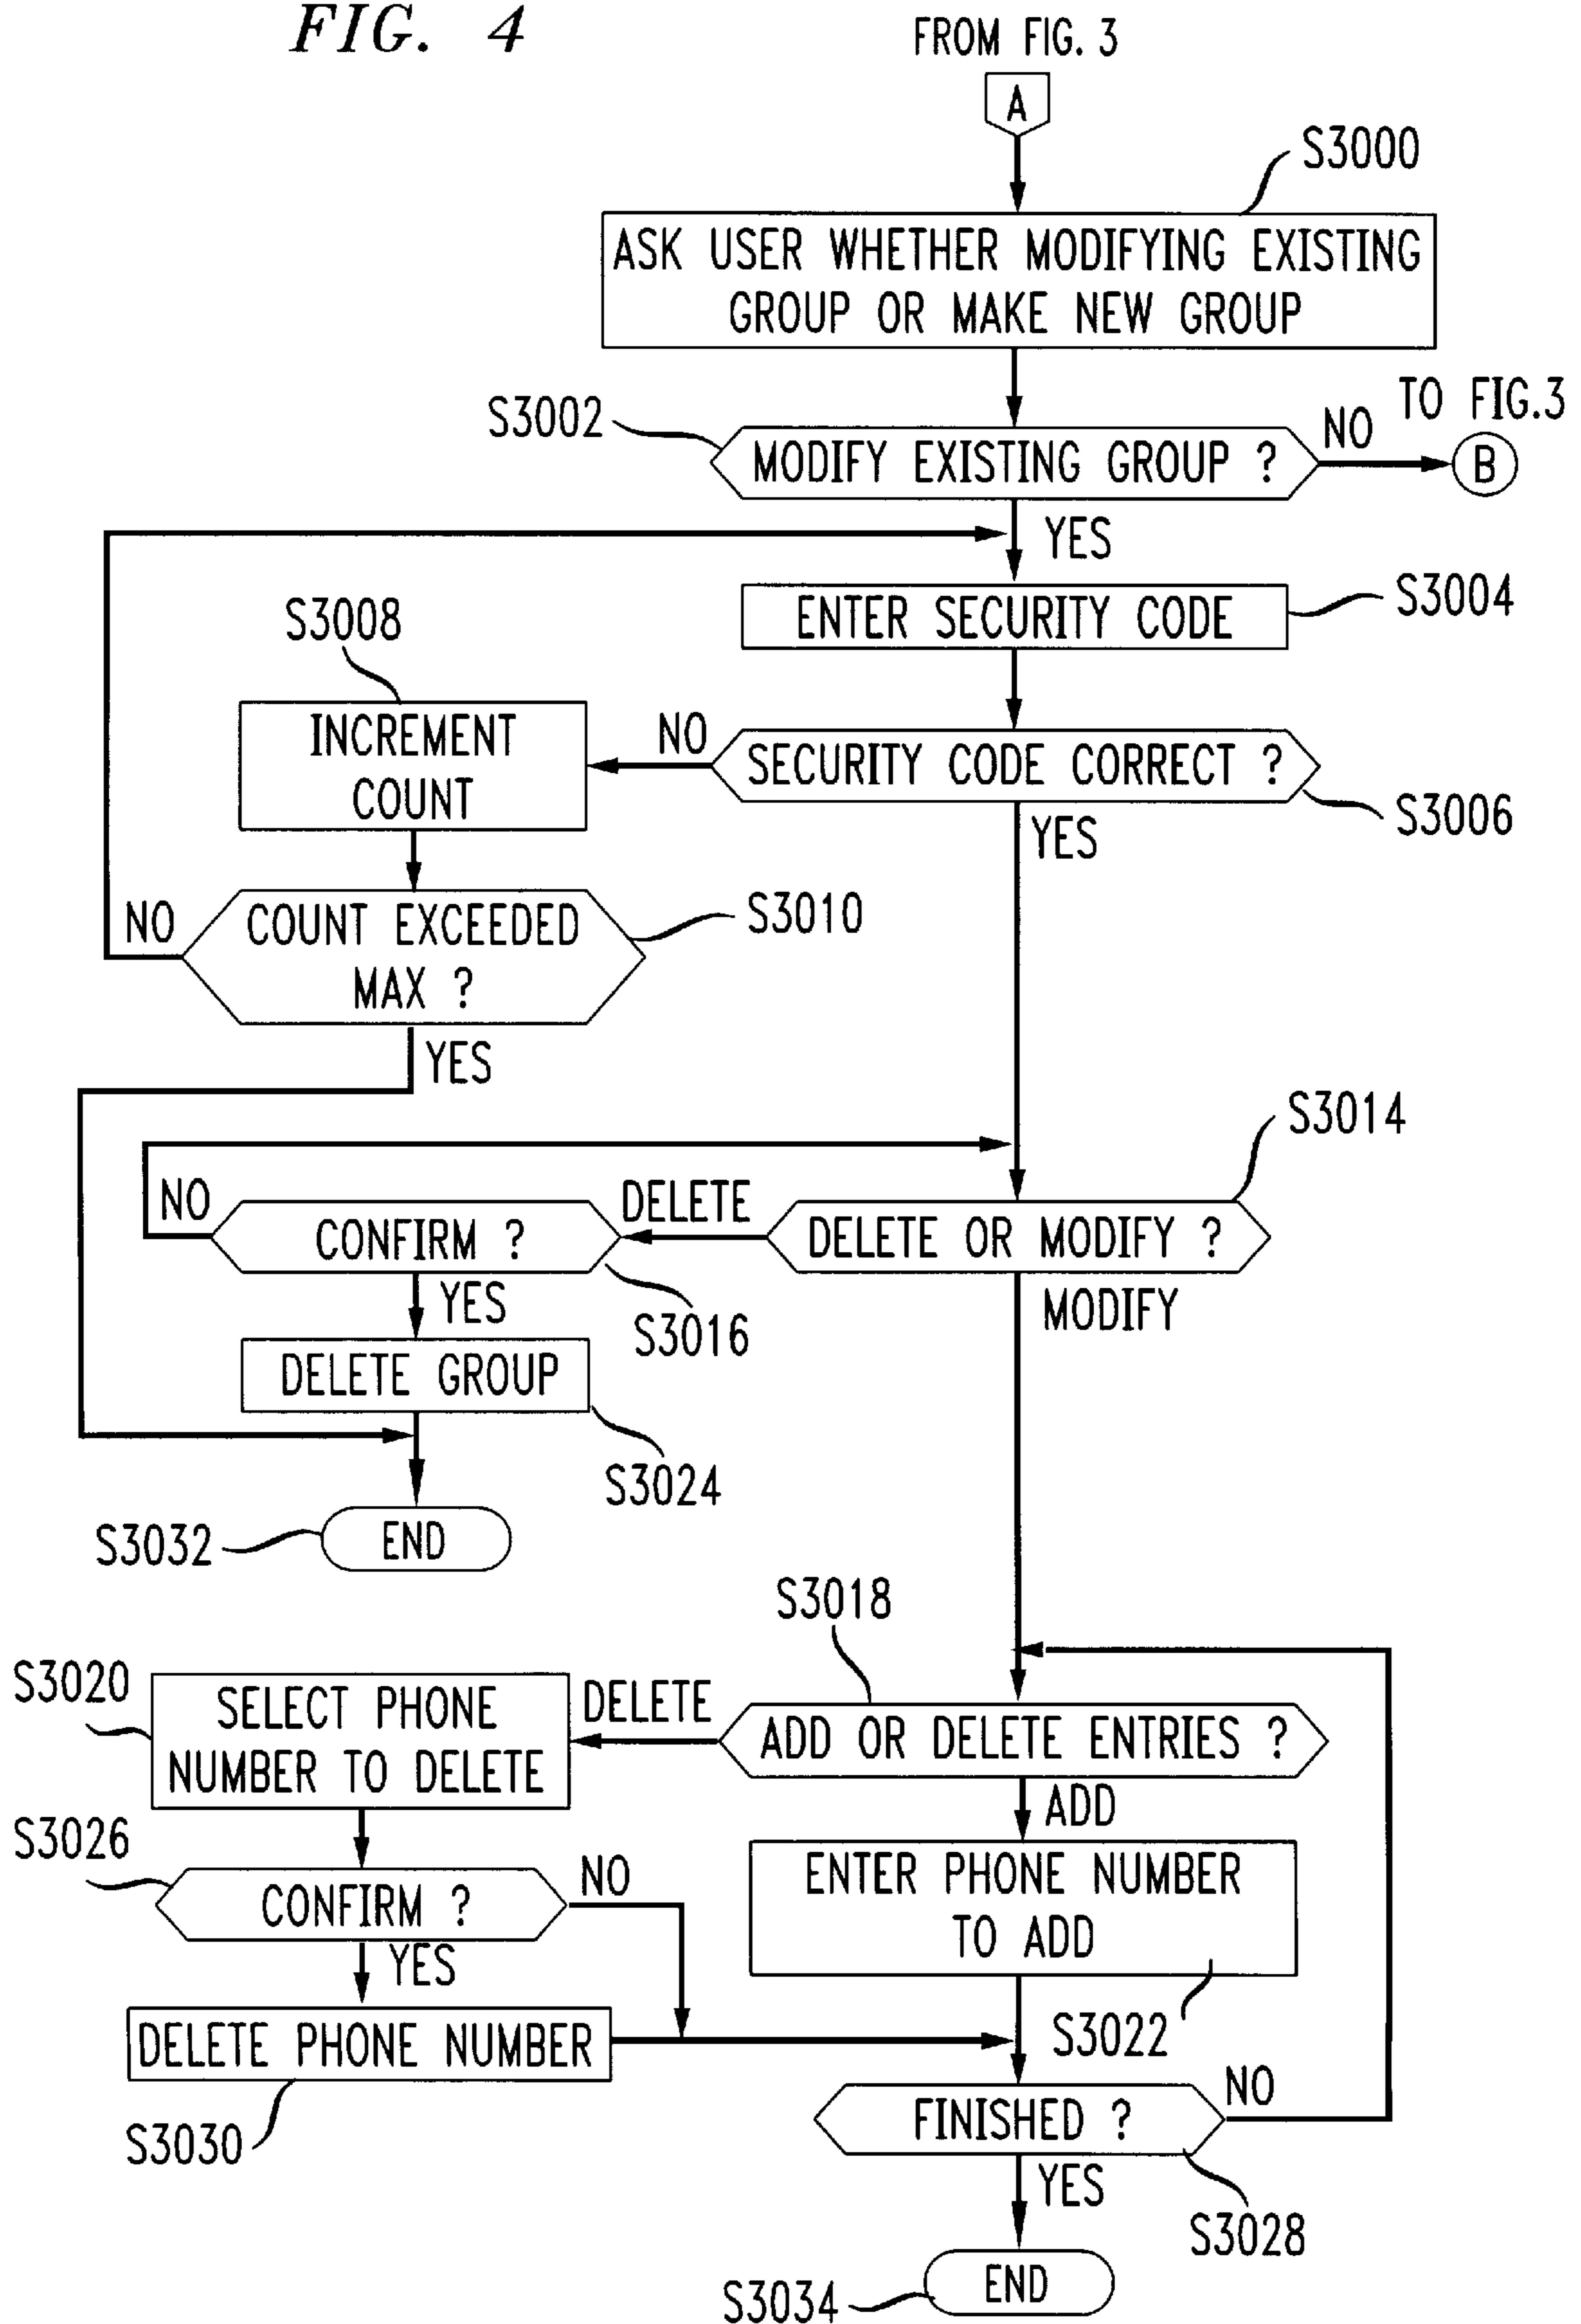 FIG. 4
FROM FIG. 3
A
S3000
ASK USER WHETHER MODIFYING EXISTING
GROUP OR MAKE NEW GROUP
TO FIG.3
S3002
MODIFY EXISTING GROUP ?
NO
B
YES
S3004
ENTER SECURITY CODE
S3008
INCREMENT
COUNT
NO
SECURITY CODE CORRECT ?
S3006
YES
NO
COUNT EXCEEDED
MAX ?
S3010
YES
S3014
NO
CONFIRM ?
DELETE
DELETE OR MODIFY ?
YES
S3016
MODIFY
DELETE GROUP
S3024
S3032
END
S3018
S3020
SELECT PHONE
NUMBER TO DELETE
DELETE
ADD OR DELETE ENTRIES ?
ADD
S3026
CONFIRM ?
NO
ENTER PHONE NUMBER
TO ADD
YES
S3022
DELETE PHONE NUMBER
S3030
FINISHED ?
NO
YES
S3028
S3034
END